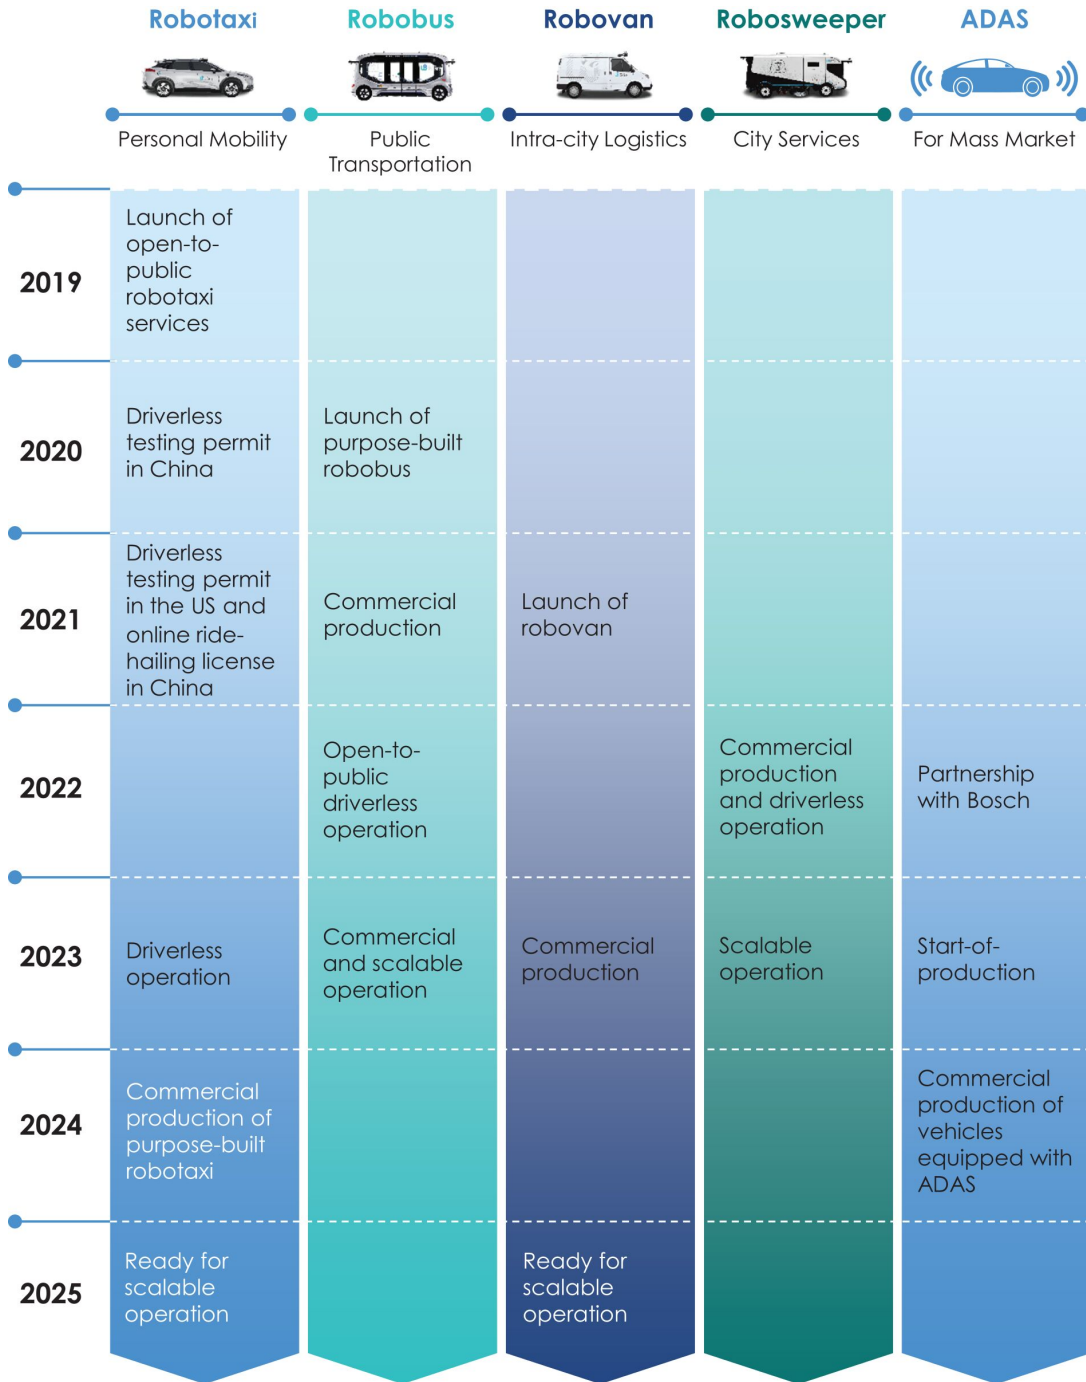 Robotaxi
Robobus
Robovan
Robosweeper
ADAS
Personal Mobility
Public
Transportation
Intra-city Logistics
City Services
For Mass Market
2019
Launch of
open-to-
public
robotaxi
services
2020
Driverless
testing permit
in China
Launch of
purpose-built
robobus
2021
Driverless
testing permit
in the US and
online ride-
hailing license
in China
Commercial
production
Launch of
robovan
2022
Open-to-
public
driverless
operation
Commercial
production
and driverless
operation
Partnership
with Bosch
2023
Driverless
operation
Commercial
and scalable
operation
Commercial
production
Scalable
operation
Start-of-
production
2024
Commercial
production of
purpose-built
robotaxi
Commercial
production of
vehicles
equipped with
ADAS
2025
Ready for
scalable
operation
Ready for
scalable
operation